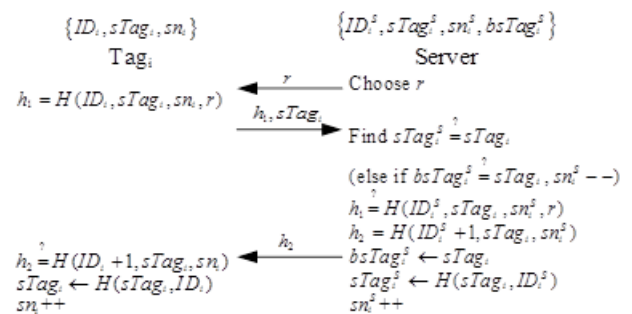 {ID_i, sTag_i, sn_i} {ID_i^s, sTag_i^s, sn_i^s, bsTag_i^s}
Tag_i Server
r Choose r
h_1 = H(ID_i, sTag_i, sn_i, r)
h_1, sTag_i
Find sTag_i^s ≟ sTag_i
(else if bsTag_i^s ≟ sTag_i, sn_i^s − −)
h_1 ≟ H(ID_i^s, sTag_i, sn_i^s, r)
h_2 = H(ID_i^s + 1, sTag_i, sn_i^s)
h_2 ≟ H(ID_i + 1, sTag_i, sn_i) h_2 bsTag_i^s ← sTag_i
sTag_i ← H(sTag_i, ID_i) sTag_i^s ← H(sTag_i, ID_i^s)
sn_i++ sn_i^s++